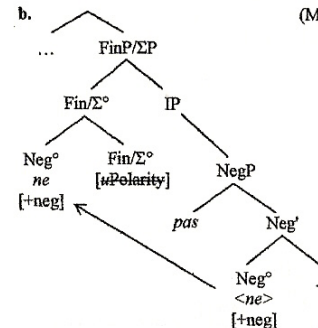 b. (M
… FinP/ΣP
Fin/Σ° IP
Neg° Fin/Σ° NegP
ne [uPolarity]
[+neg] pas Neg'
Neg°
<ne>
[+neg]